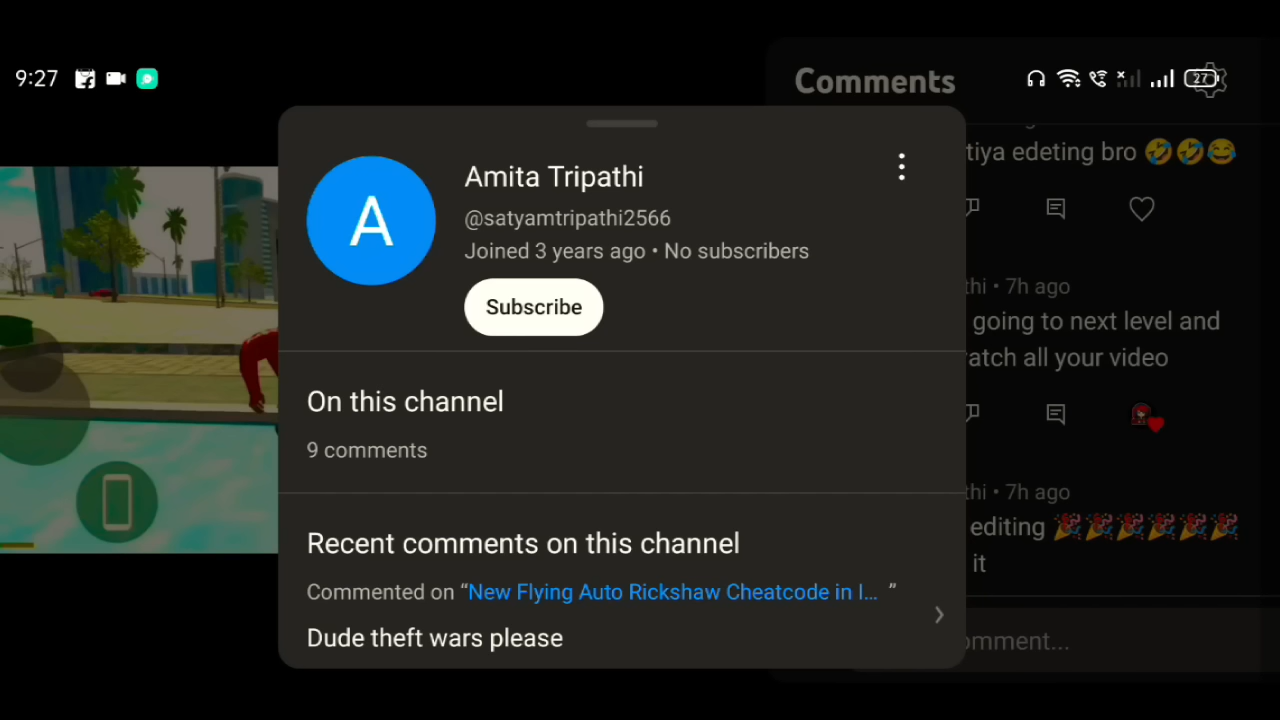 9:27
27
Comments
tiya edeting bro 🤣🤣😂
thi • 7h ago
going to next level and
atch all your video
thi • 7h ago
editing 🎉🎉🎉🎉🎉🎉
it
omment...
A
Amita Tripathi
@satyamtripathi2566
Joined 3 years ago • No subscribers
Subscribe
On this channel
9 comments
Recent comments on this channel
Commented on “New Flying Auto Rickshaw Cheatcode in I... ”
Dude theft wars please